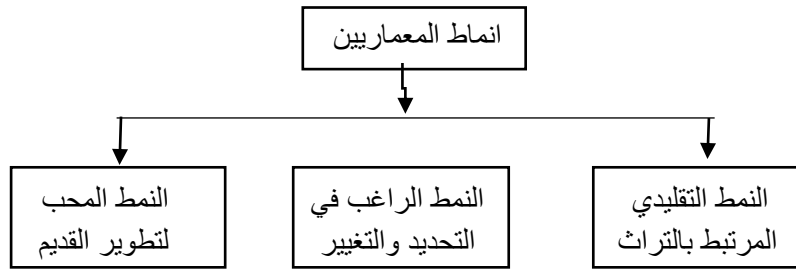 انماط المعماريين
النمط التقليدي
المرتبط بالتراث
النمط الراغب في
التحديد والتغيير
النمط المحب
لتطوير القديم